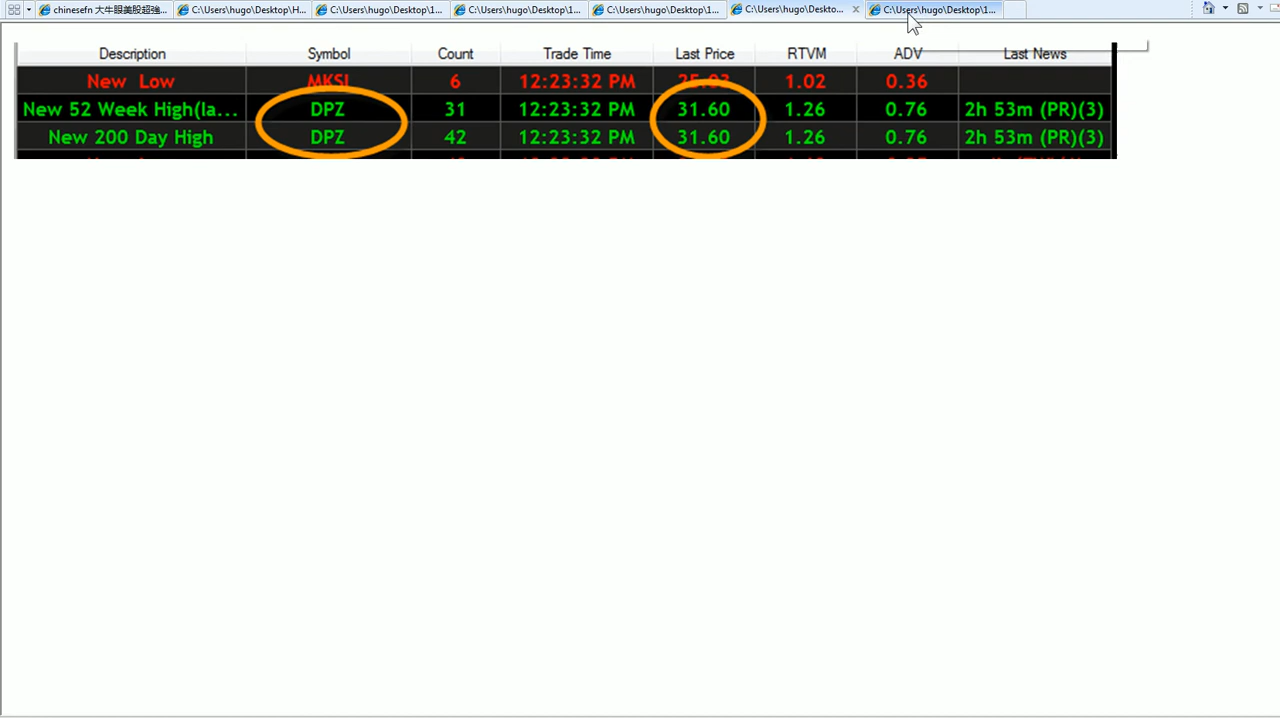 chinesefn 大牛眼美股超強... C:\Users\hugo\Desktop\H... C:\Users\hugo\Desktop\1... C:\Users\hugo\Desktop\1... C:\Users\hugo\Desktop\1... C:\Users\hugo\Deskto... C:\Users\hugo\Desktop\1...
Description Symbol Count Trade Time Last Price RTVM ADV Last News
New Low MKSI 6 12:23:32 PM 25.03 1.02 0.36
New 52 Week High(la... DPZ 31 12:23:32 PM 31.60 1.26 0.76 2h 53m (PR)(3)
New 200 Day High DPZ 42 12:23:32 PM 31.60 1.26 0.76 2h 53m (PR)(3)